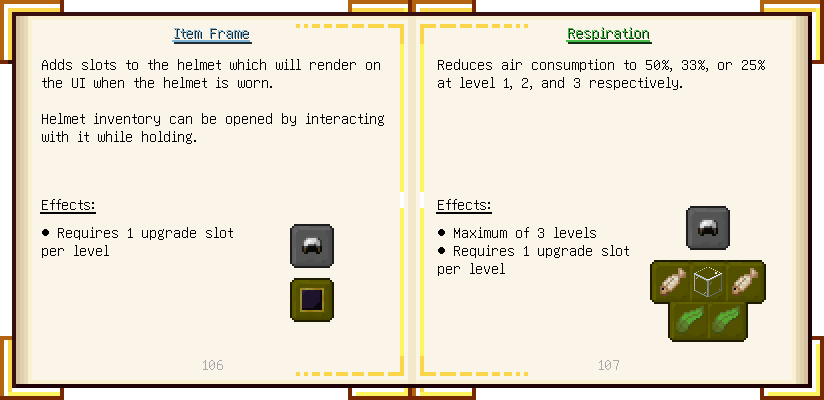 Item Frame
Adds slots to the helmet which will render on
the UI when the helmet is worn.
Helmet inventory can be opened by interacting
with it while holding.
Effects:
● Requires 1 upgrade slot
per level
106
Respiration
Reduces air consumption to 50%, 33%, or 25%
at level 1, 2, and 3 respectively.
Effects:
● Maximum of 3 levels
● Requires 1 upgrade slot
per level
107